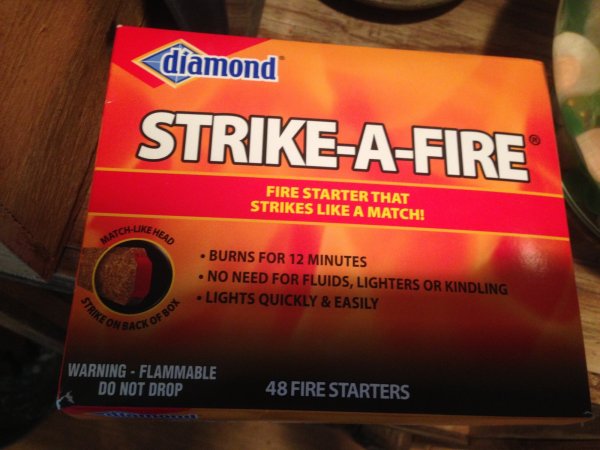 diamond®
STRIKE-A-FIRE®
FIRE STARTER THAT
STRIKES LIKE A MATCH!
MATCH-LIKE HEAD
STRIKE ON BACK OF BOX
• BURNS FOR 12 MINUTES
• NO NEED FOR FLUIDS, LIGHTERS OR KINDLING
• LIGHTS QUICKLY & EASILY
WARNING - FLAMMABLE
DO NOT DROP
48 FIRE STARTERS
diamond